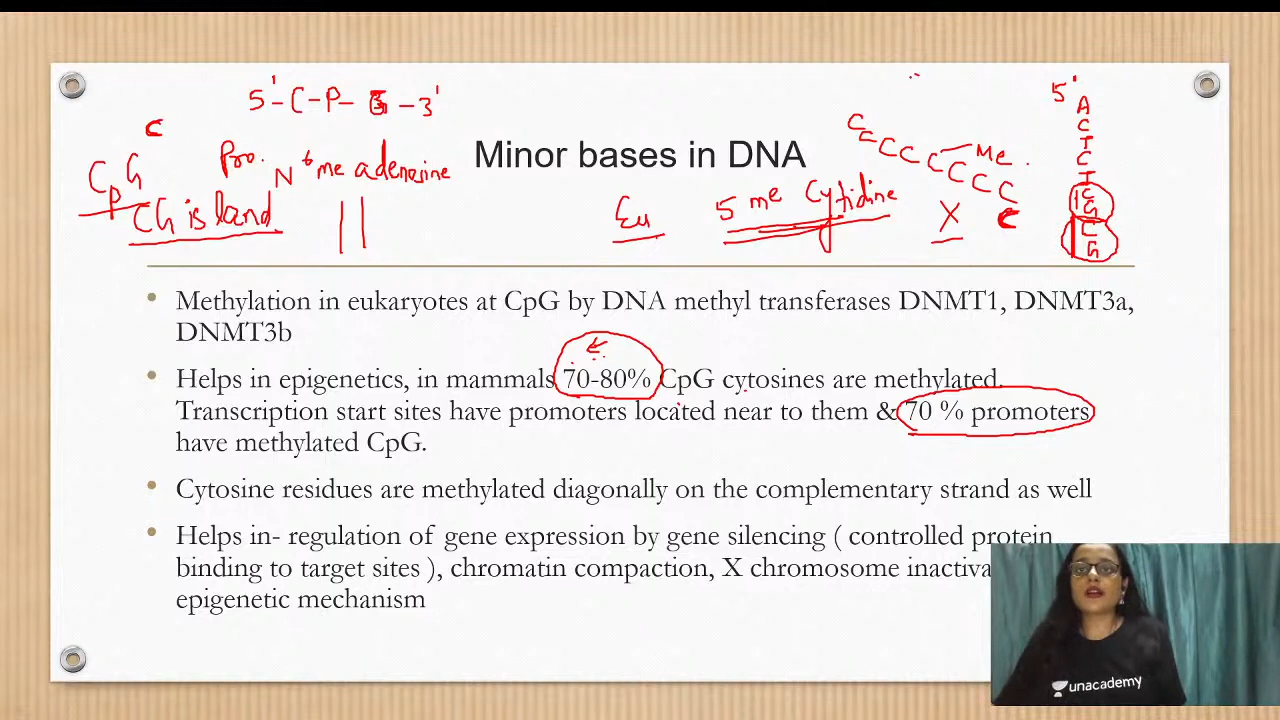 5' - C - P - G - 3'
5'
A
C
T
C
T
C
G
C
G
C
CpG
Pro. N6 me adenine
CG island
Minor bases in DNA
Eu
5 me Cytidine
X
C C C C C C C C
Me
C
Methylation in eukaryotes at CpG by DNA methyl transferases DNMT1, DNMT3a,
DNMT3b
Helps in epigenetics, in mammals 70-80% CpG cytosines are methylated.
Transcription start sites have promoters located near to them & 70 % promoters
have methylated CpG.
Cytosine residues are methylated diagonally on the complementary strand as well
Helps in- regulation of gene expression by gene silencing ( controlled protein
binding to target sites ), chromatin compaction, X chromosome
epigenetic mechanism
unacademy